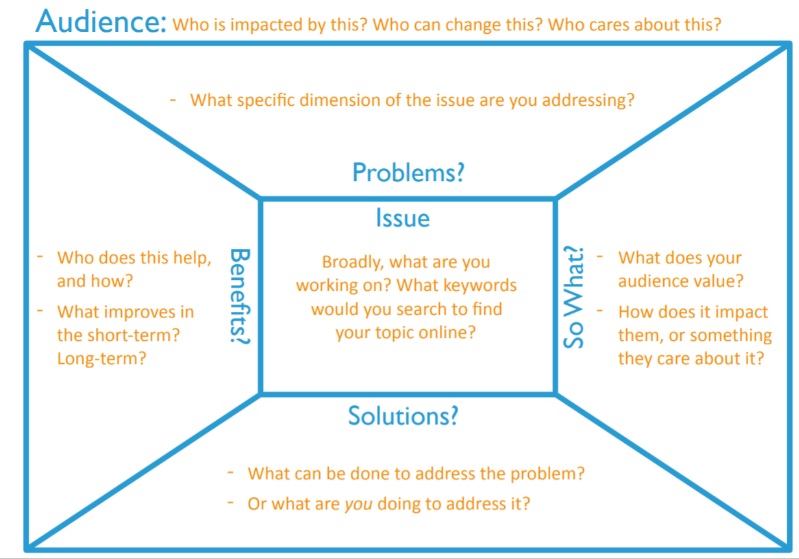 Audience: Who is impacted by this? Who can change this? Who cares about this?
- What specific dimension of the issue are you addressing?
Problems?
Issue
Broadly, what are you
working on? What keywords
would you search to find
your topic online?
Benefits?
- Who does this help,
and how?
- What improves in
the short-term?
Long-term?
So What?
- What does your
audience value?
- How does it impact
them, or something
they care about it?
Solutions?
- What can be done to address the problem?
- Or what are you doing to address it?